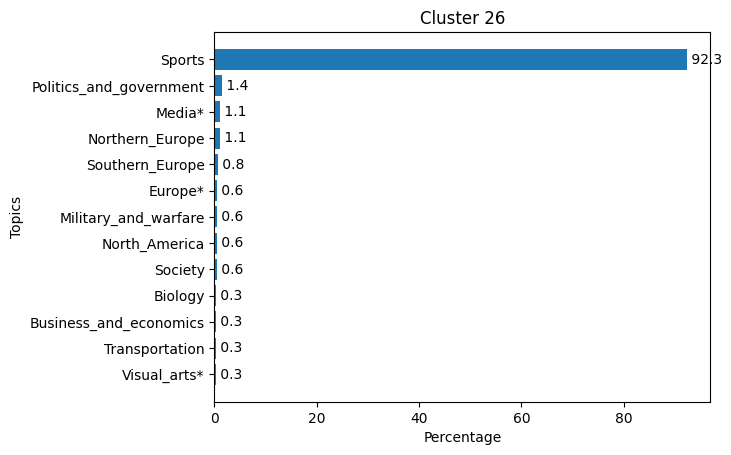 Cluster 26
Sports 92.3
Politics_and_government 1.4
Media* 1.1
Northern_Europe 1.1
Southern_Europe 0.8
Europe* 0.6
Military_and_warfare 0.6
North_America 0.6
Society 0.6
Biology 0.3
Business_and_economics 0.3
Transportation 0.3
Visual_arts* 0.3
Topics
0 20 40 60 80
Percentage